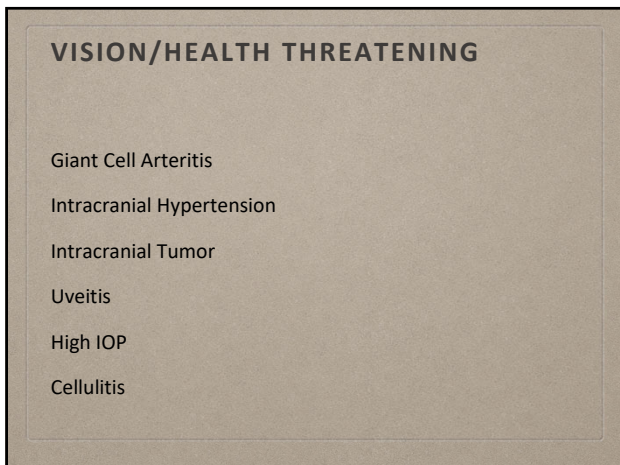 VISION/HEALTH THREATENING
Giant Cell Arteritis
Intracranial Hypertension
Intracranial Tumor
Uveitis
High IOP
Cellulitis